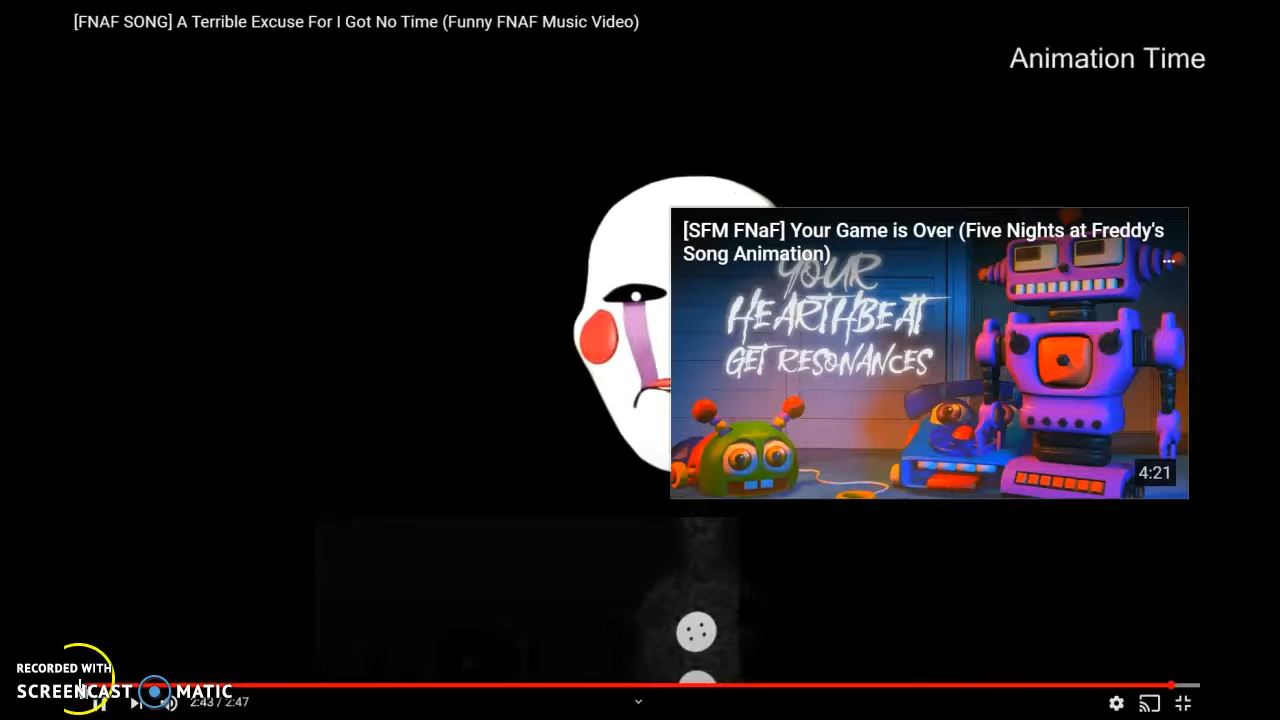 [FNAF SONG] A Terrible Excuse For I Got No Time (Funny FNAF Music Video)
Animation Time
[SFM FNaF] Your Game is Over (Five Nights at Freddy's
Song Animation)
YOUR
HEARTHBEAT
GET RESONANCES
4:21
RECORDED WITH
SCREENCAST MATIC
2:43 / 2:47